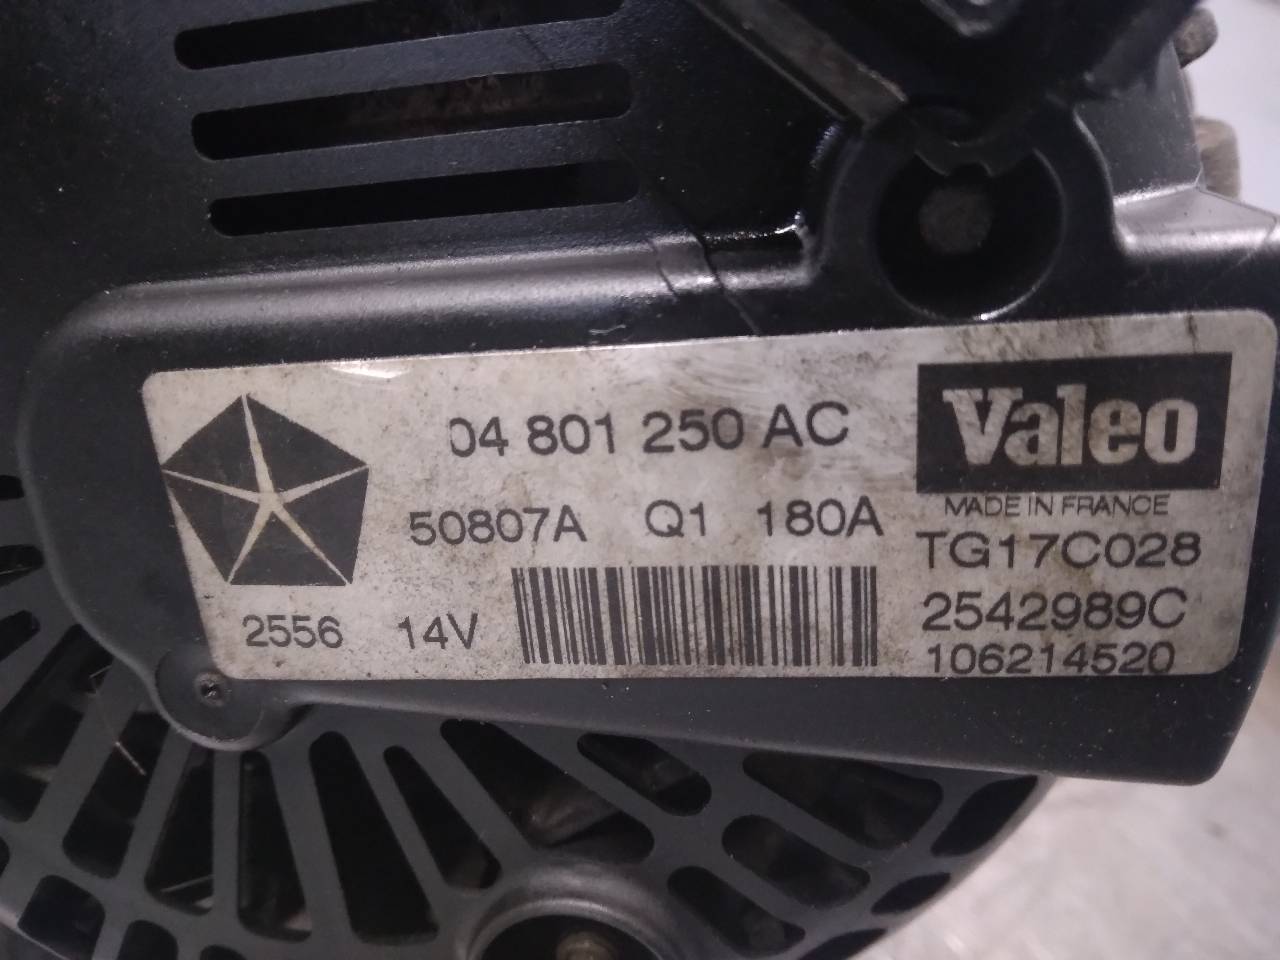 04 801 250 AC
Valeo
MADE IN FRANCE
50807A Q1 180A
TG17C028
2556 14V
2542989C
106214520